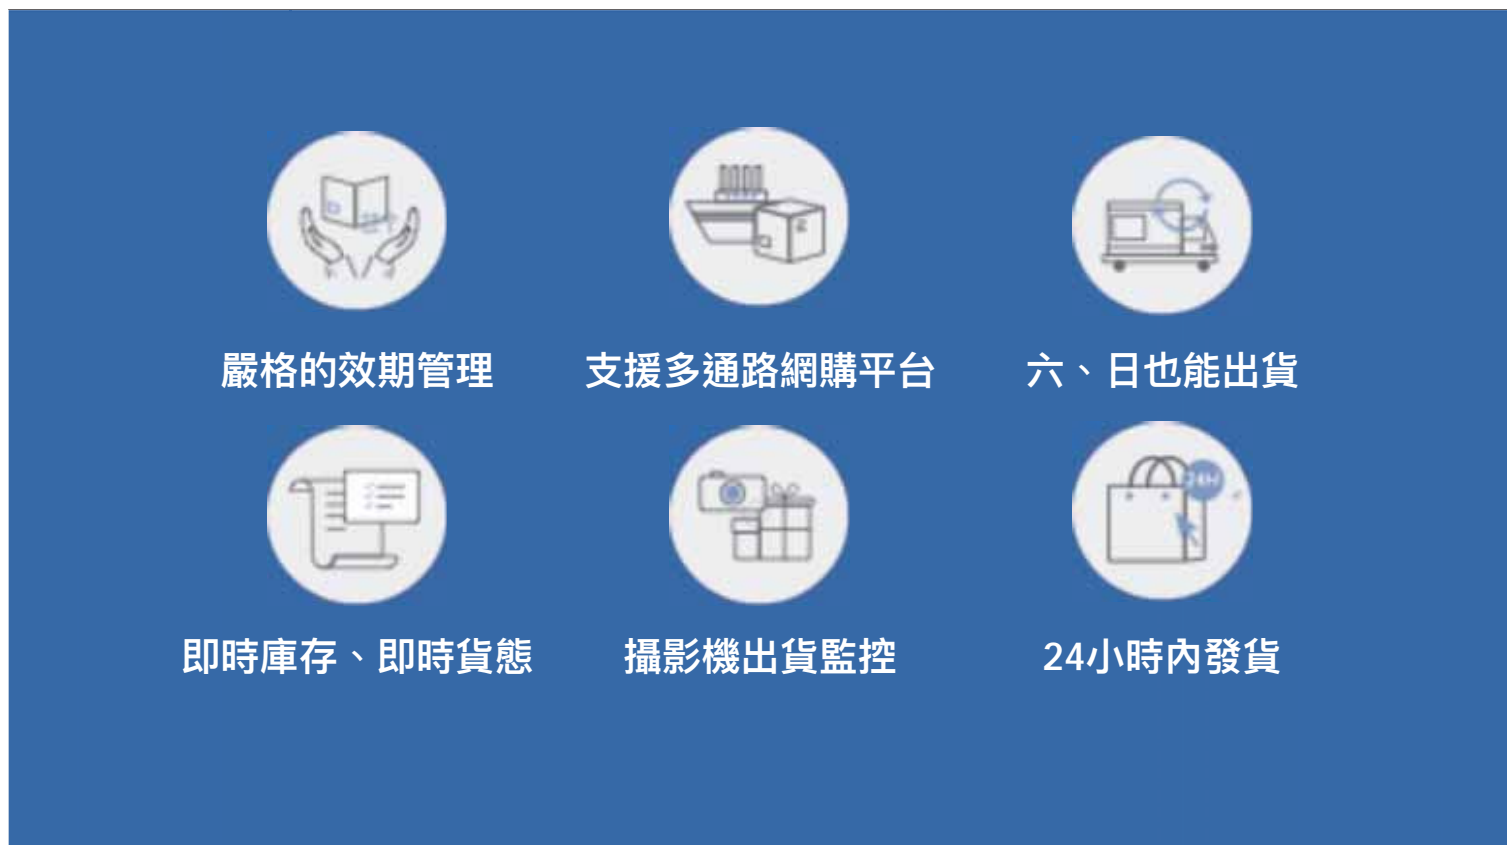 嚴格的效期管理
支援多通路網購平台
六、日也能出貨
24H
即時庫存、即時貨態
攝影機出貨監控
24小時內發貨